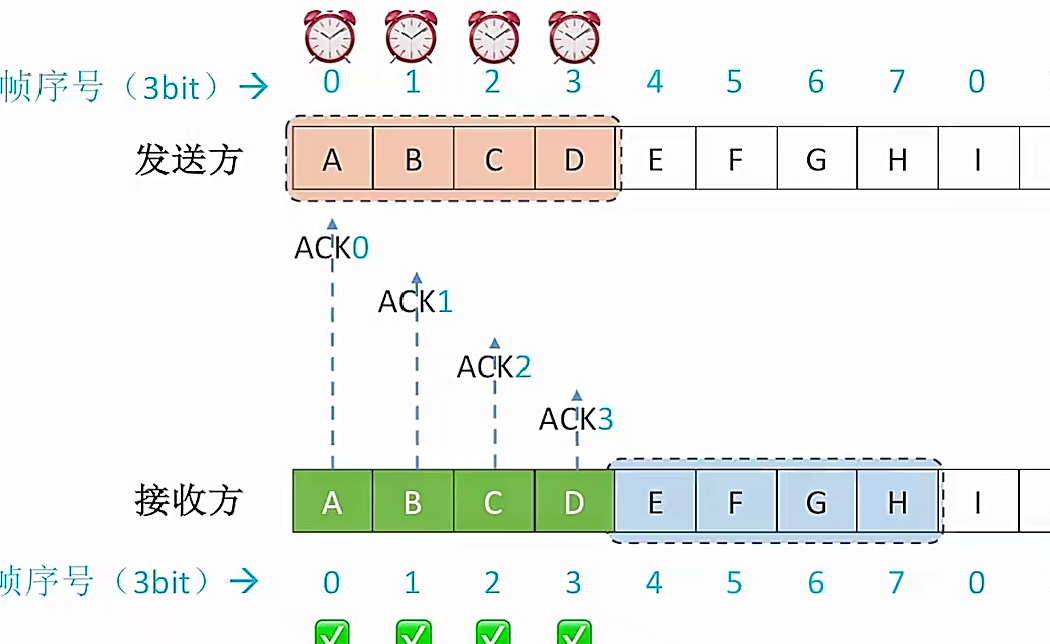 帧序号（3bit）→ 0 1 2 3 4 5 6 7 0
发送方 A B C D E F G H I
ACK0
ACK1
ACK2
ACK3
接收方 A B C D E F G H I
帧序号（3bit）→ 0 1 2 3 4 5 6 7 0